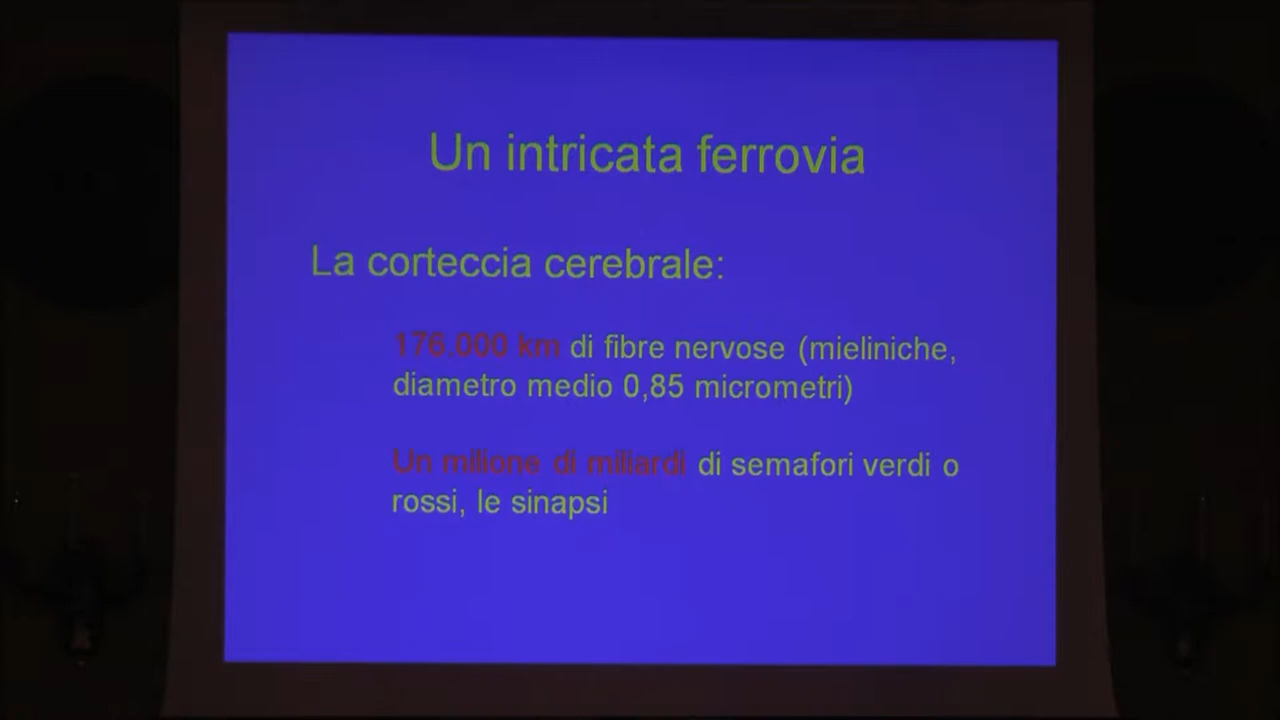 Un intricata ferrovia
La corteccia cerebrale:
176.000 km di fibre nervose (mieliniche,
diametro medio 0,85 micrometri)
Un milione di miliardi di semafori verdi o
rossi, le sinapsi